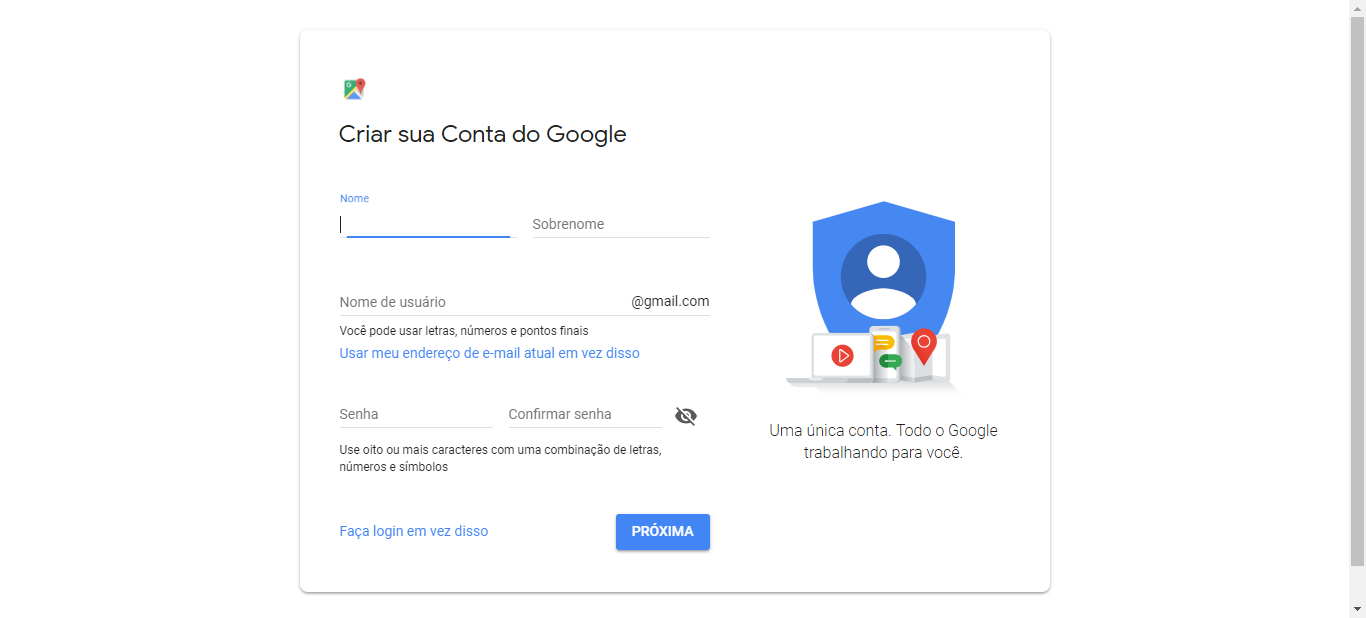 Criar sua Conta do Google
Nome
Sobrenome
Nome de usuário
@gmail.com
Você pode usar letras, números e pontos finais
Usar meu endereço de e-mail atual em vez disso
Senha
Confirmar senha
Use oito ou mais caracteres com uma combinação de letras,
números e símbolos
Faça login em vez disso
PRÓXIMA
Uma única conta. Todo o Google
trabalhando para você.